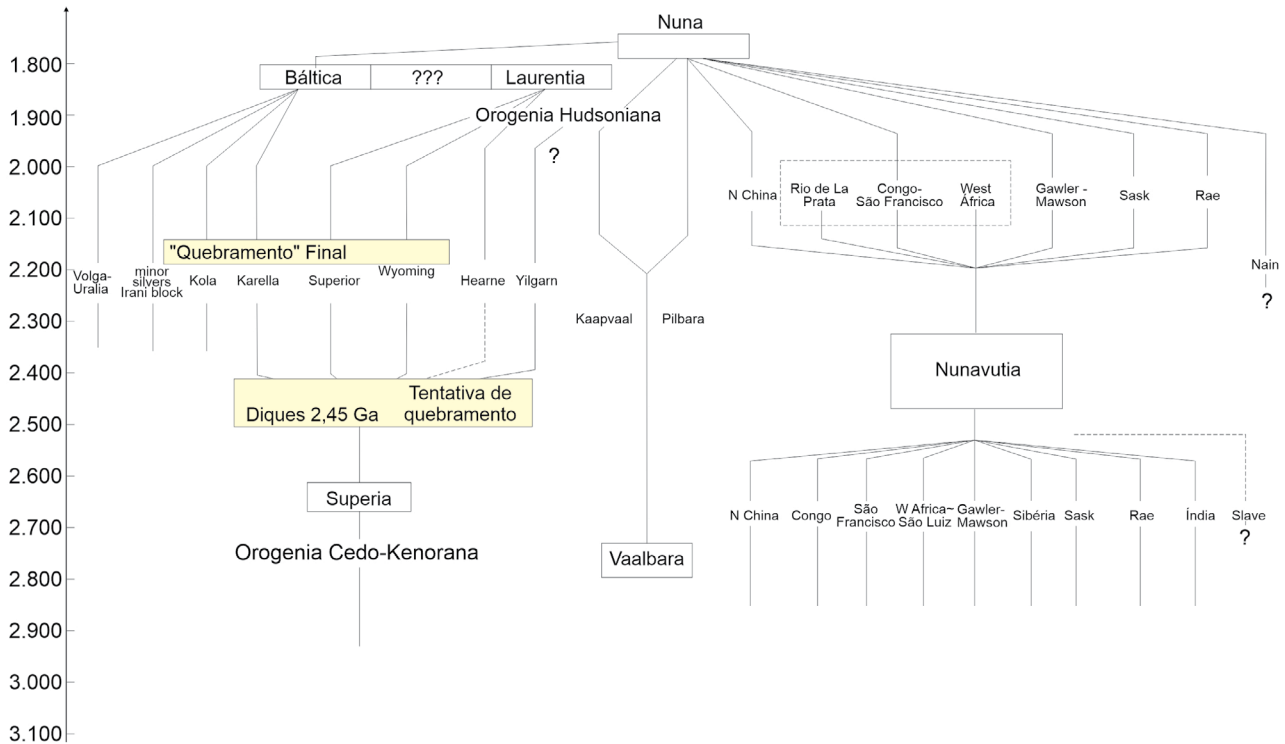 Nuna
1.800
Báltica
???
Laurentia
1.900
Orogenia Hudsoniana
?
2.000
N China
Rio de La
Prata
Congo-
São Francisco
West
África
Gawler -
Mawson
Sask
Rae
2.100
"Quebramento" Final
2.200
Volga-
Uralia
minor
silvers
Irani block
Kola
Karella
Superior
Wyoming
Hearne
Yilgarn
Nain
?
2.300
Kaapvaal
Pilbara
2.400
Nunavutia
Diques 2,45 Ga
Tentativa de
quebramento
2.500
2.600
Superia
N China
Congo
São
Francisco
W Africa~
São Luiz
Gawler-
Mawson
Sibéria
Sask
Rae
Índia
Slave
?
2.700
Orogenia Cedo-Kenorana
Vaalbara
2.800
2.900
3.000
3.100